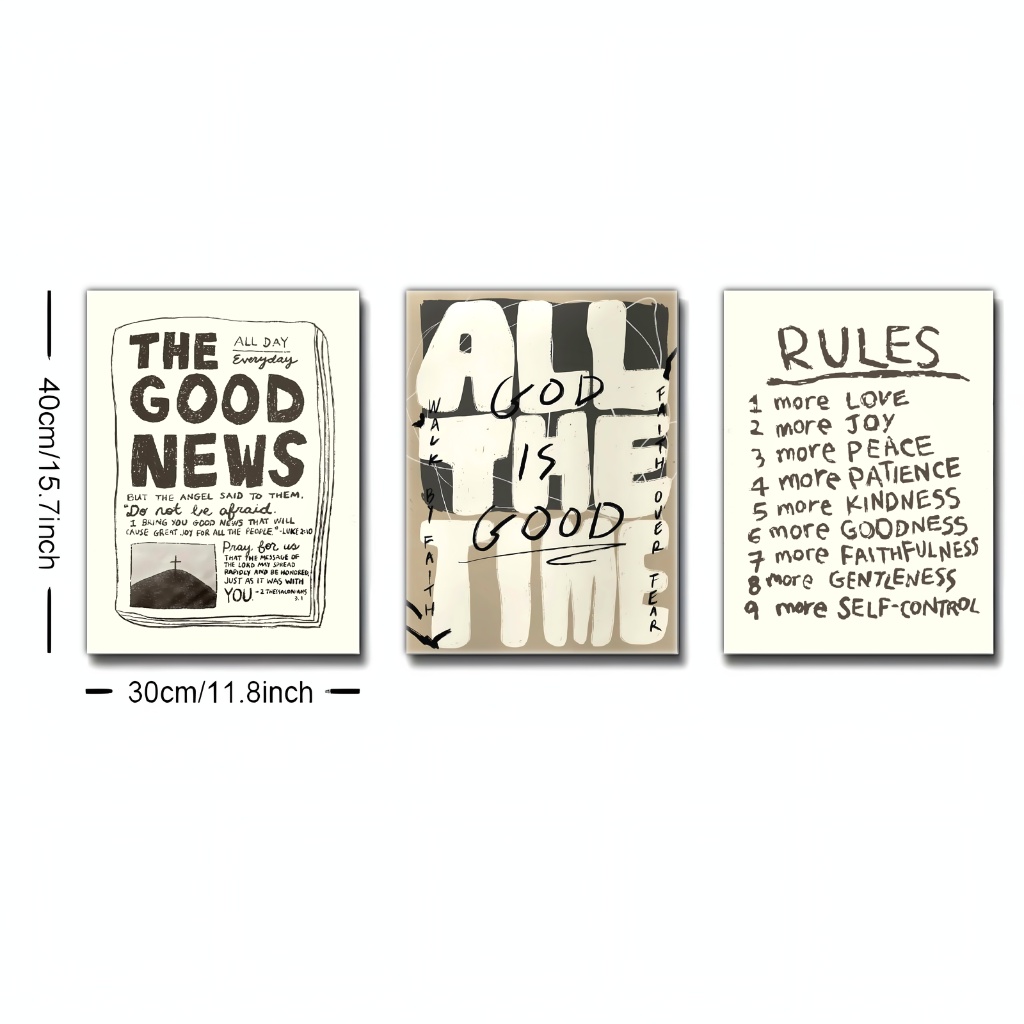 40cm/15.7inch
30cm/11.8inch
THE
ALL DAY
Everyday
GOOD
NEWS
BUT THE ANGEL SAID TO THEM,
"Do not be afraid.
I BRING YOU GOOD NEWS THAT WILL
CAUSE GREAT JOY FOR ALL THE PEOPLE."-LUKE 2:10
Pray for us
THAT THE MESSAGE OF
THE LORD MAY SPREAD
RAPIDLY AND BE HONORED,
JUST AS IT WAS WITH
YOU. -2 THESSALONIANS
3:1
ALL
THE
TIME
GOD
IS
GOOD
WALK BY FAITH
FAITH OVER FEAR
RULES
1 more LOVE
2 more JOY
3 more PEACE
4 more PATIENCE
5 more KINDNESS
6 more GOODNESS
7 more FAITHFULNESS
8 more GENTLENESS
9 more SELF-CONTROL